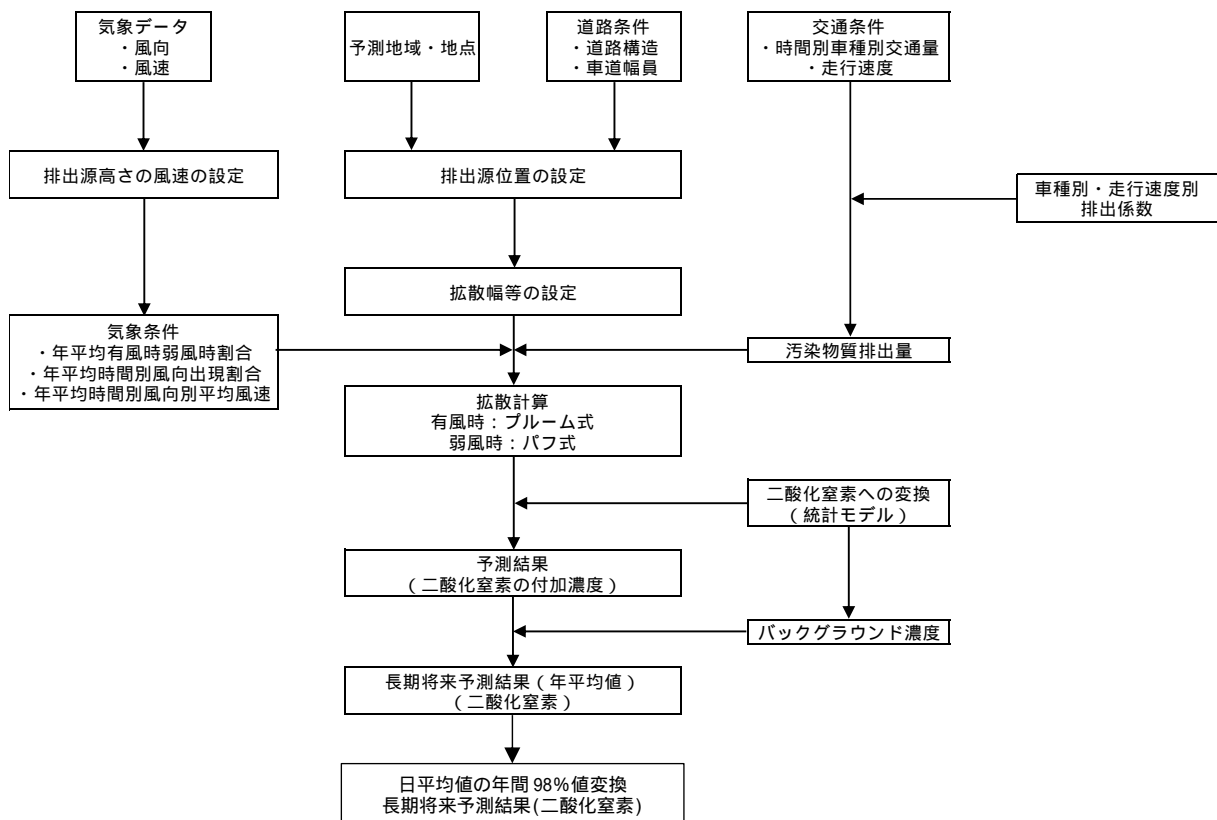 気象データ
・風向
・風速
予測地域・地点
道路条件
・道路構造
・車道幅員
交通条件
・時間別車種別交通量
・走行速度
排出源高さの風速の設定
排出源位置の設定
車種別・走行速度別
排出係数
拡散幅等の設定
気象条件
・年平均有風時弱風時割合
・年平均時間別風向出現割合
・年平均時間別風向別平均風速
汚染物質排出量
拡散計算
有風時：プルーム式
弱風時：パフ式
二酸化窒素への変換
（統計モデル）
予測結果
（二酸化窒素の付加濃度）
バックグラウンド濃度
長期将来予測結果（年平均値）
（二酸化窒素）
日平均値の年間98%値変換
長期将来予測結果(二酸化窒素)